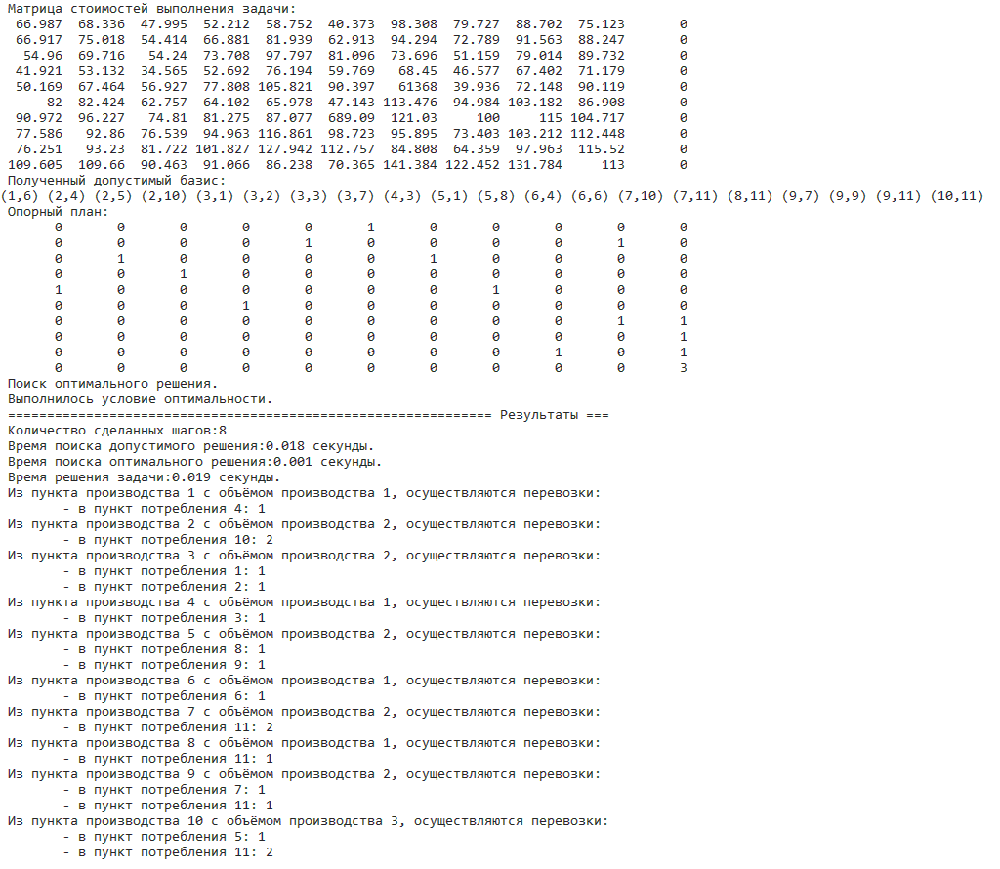 Матрица стоимостей выполнения задачи:
66.987 68.336 47.995 52.212 58.752 40.373 98.308 79.727 88.702 75.123 0
66.917 75.018 54.414 66.881 81.939 62.913 94.294 72.789 91.563 88.247 0
54.96 69.716 54.24 73.708 97.797 81.096 73.696 51.159 79.014 89.732 0
41.921 53.132 34.565 52.692 76.194 59.769 68.45 46.577 67.402 71.179 0
50.169 67.464 56.927 77.808 105.821 90.397 61368 39.936 72.148 90.119 0
82 82.424 62.757 64.102 65.978 47.143 113.476 94.984 103.182 86.908 0
90.972 96.227 74.81 81.275 87.077 689.09 121.03 100 115 104.717 0
77.586 92.86 76.539 94.963 116.861 98.723 95.895 73.403 103.212 112.448 0
76.251 93.23 81.722 101.827 127.942 112.757 84.808 64.359 97.963 115.52 0
109.605 109.66 90.463 91.066 86.238 70.365 141.384 122.452 131.784 113 0
Полученный допустимый базис:
(1,6) (2,4) (2,5) (2,10) (3,1) (3,2) (3,3) (3,7) (4,3) (5,1) (5,8) (6,4) (6,6) (7,10) (7,11) (8,11) (9,7) (9,9) (9,11) (10,11)
Опорный план:
0 0 0 0 0 1 0 0 0 0 0
0 0 0 0 1 0 0 0 0 1 0
0 1 0 0 0 0 1 0 0 0 0
0 0 1 0 0 0 0 0 0 0 0
1 0 0 0 0 0 0 1 0 0 0
0 0 0 1 0 0 0 0 0 0 0
0 0 0 0 0 0 0 0 0 1 1
0 0 0 0 0 0 0 0 0 0 1
0 0 0 0 0 0 0 0 1 0 1
0 0 0 0 0 0 0 0 0 0 3
Поиск оптимального решения.
Выполнилось условие оптимальности.
============================================================== Результаты ===
Количество сделанных шагов:8
Время поиска допустимого решения:0.018 секунды.
Время поиска оптимального решения:0.001 секунды.
Время решения задачи:0.019 секунды.
Из пункта производства 1 с объёмом производства 1, осуществляются перевозки:
- в пункт потребления 4: 1
Из пункта производства 2 с объёмом производства 2, осуществляются перевозки:
- в пункт потребления 10: 2
Из пункта производства 3 с объёмом производства 2, осуществляются перевозки:
- в пункт потребления 1: 1
- в пункт потребления 2: 1
Из пункта производства 4 с объёмом производства 1, осуществляются перевозки:
- в пункт потребления 3: 1
Из пункта производства 5 с объёмом производства 2, осуществляются перевозки:
- в пункт потребления 8: 1
- в пункт потребления 9: 1
Из пункта производства 6 с объёмом производства 1, осуществляются перевозки:
- в пункт потребления 6: 1
Из пункта производства 7 с объёмом производства 2, осуществляются перевозки:
- в пункт потребления 11: 2
Из пункта производства 8 с объёмом производства 1, осуществляются перевозки:
- в пункт потребления 11: 1
Из пункта производства 9 с объёмом производства 2, осуществляются перевозки:
- в пункт потребления 7: 1
- в пункт потребления 11: 1
Из пункта производства 10 с объёмом производства 3, осуществляются перевозки:
- в пункт потребления 5: 1
- в пункт потребления 11: 2